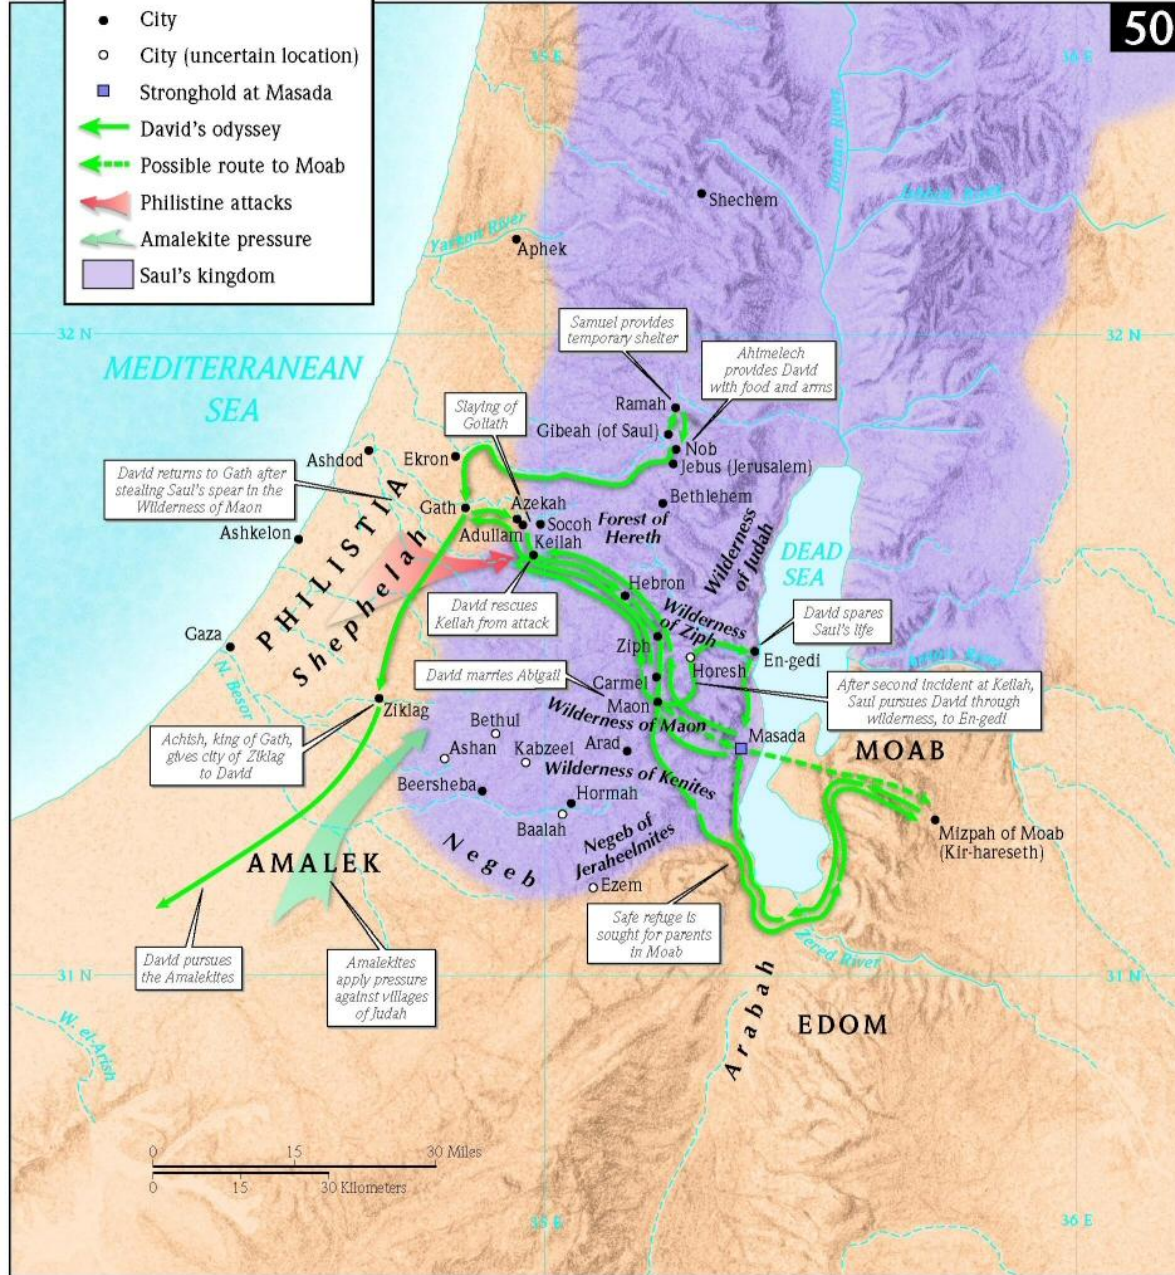 50
City
City (uncertain location)
Stronghold at Masada
David's odyssey
Possible route to Moab
Philistine attacks
Amalekite pressure
Saul's kingdom
35 E
36 E
Jordan River
Jabbok River
Shechem
Yarkon River
Aphek
32 N
32 N
MEDITERRANEAN
SEA
Samuel provides
temporary shelter
Ahimelech
provides David
with food and arms
Slaying of
Goliath
Ramah
Gibeah (of Saul)
Nob
Jebus (Jerusalem)
Ashdod
Ekron
David returns to Gath after
stealing Saul's spear in the
Wilderness of Maon
Gath
Azekah
Bethlehem
Adullam
Socoh
Forest of
Hereth
Ashkelon
Keilah
PHILISTIA
Shephelah
Wilderness
of Judah
DEAD
SEA
Hebron
David rescues
Keilah from attack
Wilderness
of Ziph
David spares
Saul's life
Gaza
Ziph
Horesh
En-gedi
Arnon River
N. Besor
David marries Abigail
Carmel
Maon
After second incident at Keilah,
Saul pursues David through
wilderness, to En-gedi
Ziklag
Wilderness of Maon
Bethul
Masada
MOAB
Achish, king of Gath,
gives city of Ziklag
to David
Ashan
Kabzeel
Arad
Wilderness of Kenites
Beersheba
Hormah
Baalah
Mizpah of Moab
(Kir-hareseth)
Negeb
Negeb of
Jeraheelmites
AMALEK
Ezem
Safe refuge is
sought for parents
in Moab
David pursues
the Amalekites
Amalekites
apply pressure
against villages
of Judah
Zered River
31 N
31 N
Arabah
EDOM
W. el-Arish
0 15 30 Miles
0 15 30 Kilometers
35 E
36 E